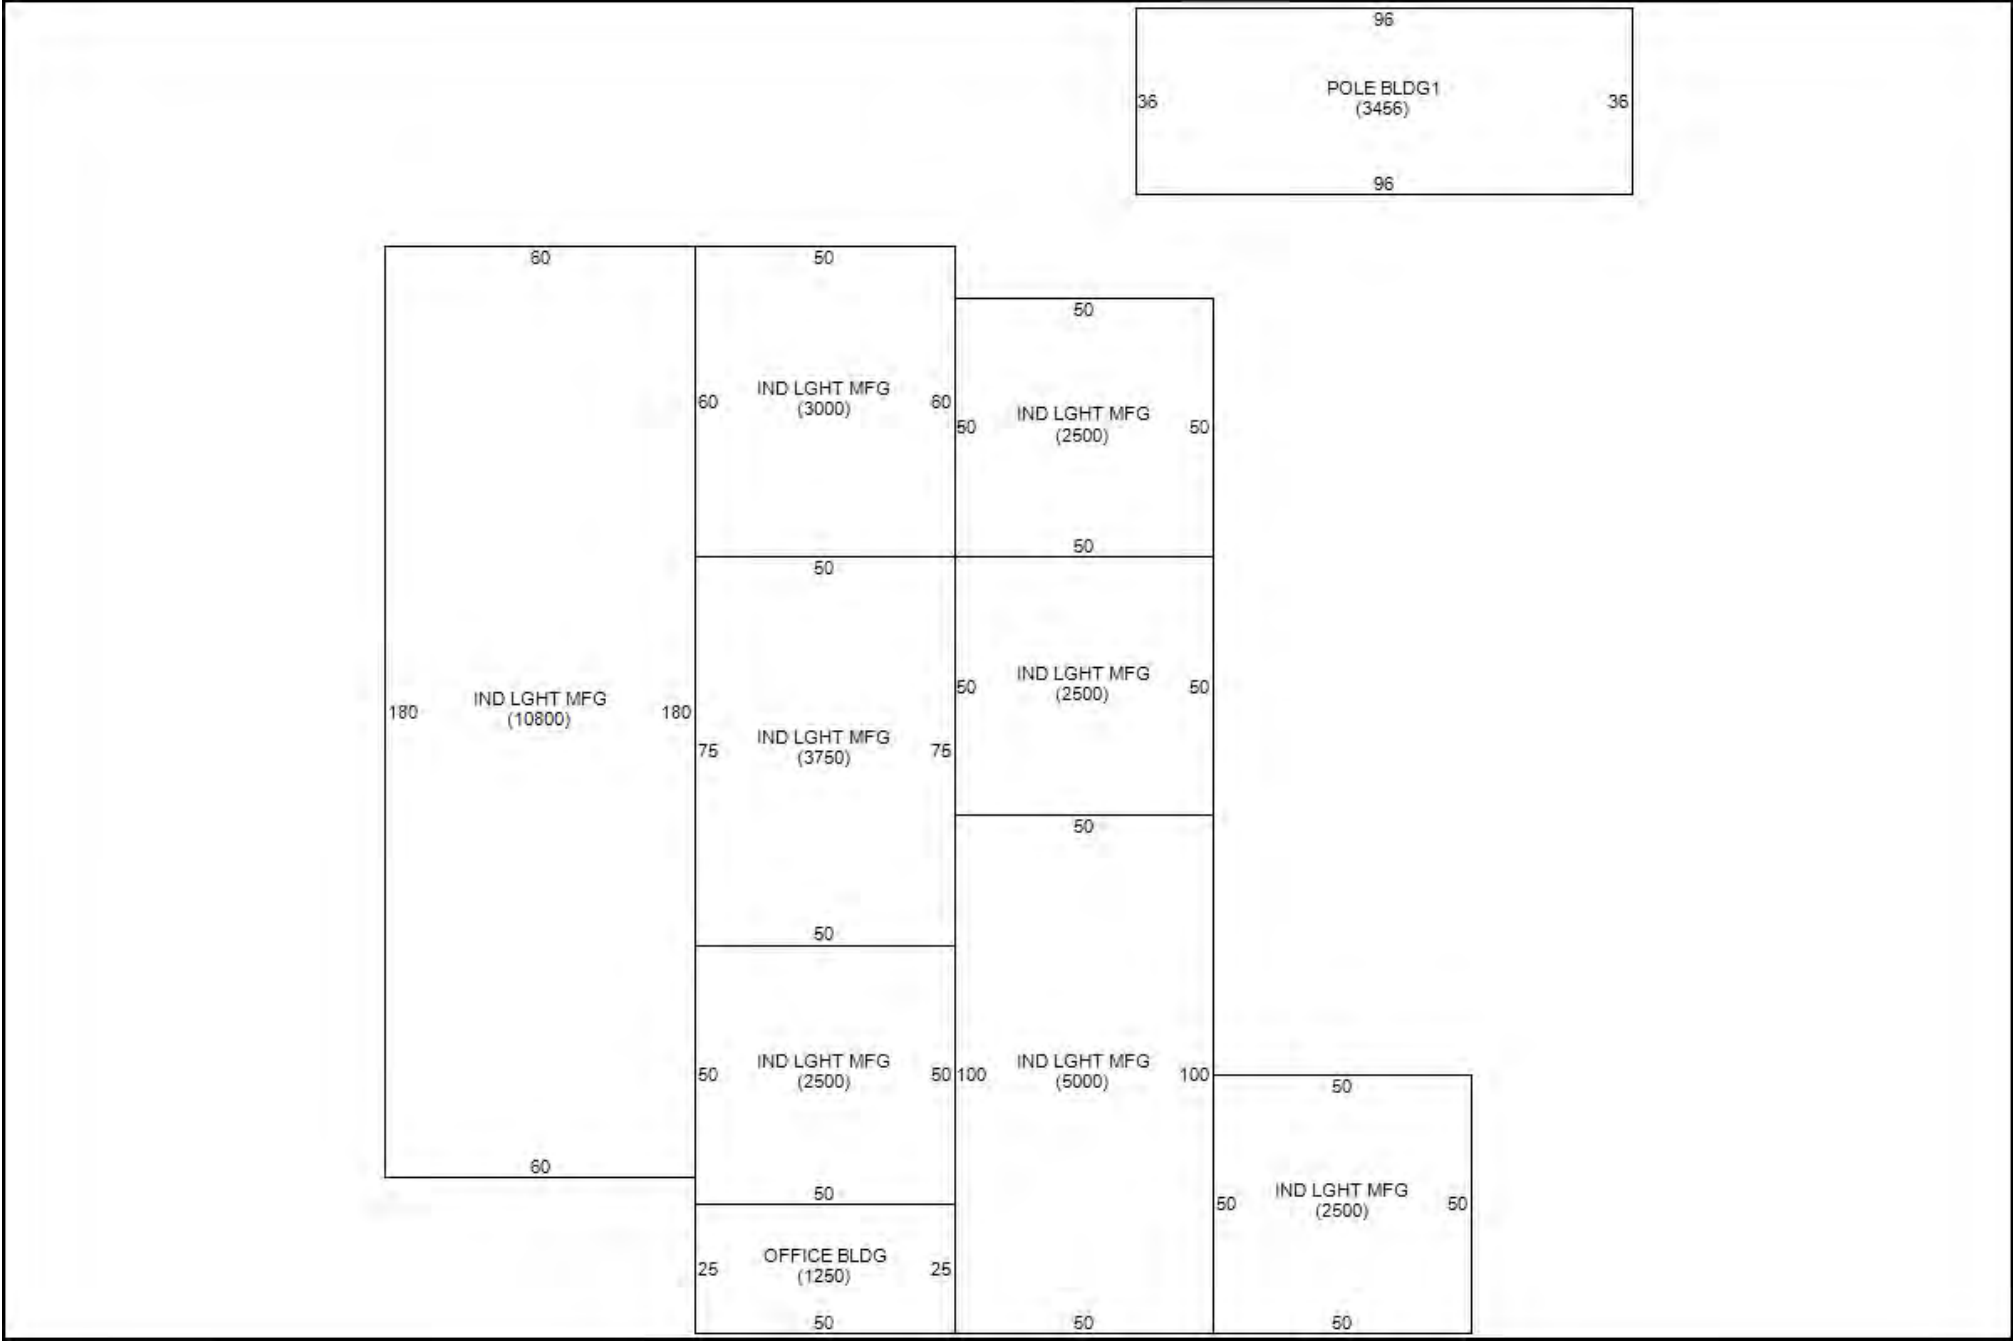 96
POLE BLDG1
36 36
(3456)
96
60 50
50
IND LGHT MFG
60 60
(3000)
IND LGHT MFG
50 50
(2500)
50
50
IND LGHT MFG
50 50
(2500)
IND LGHT MFG
180 180
(10800)
IND LGHT MFG
75 75
(3750)
50
50
IND LGHT MFG IND LGHT MFG
50 50 100 100
(2500) (5000)
50
60
50
IND LGHT MFG
50 50
(2500)
OFFICE BLDG
25 25
(1250)
50 50 50